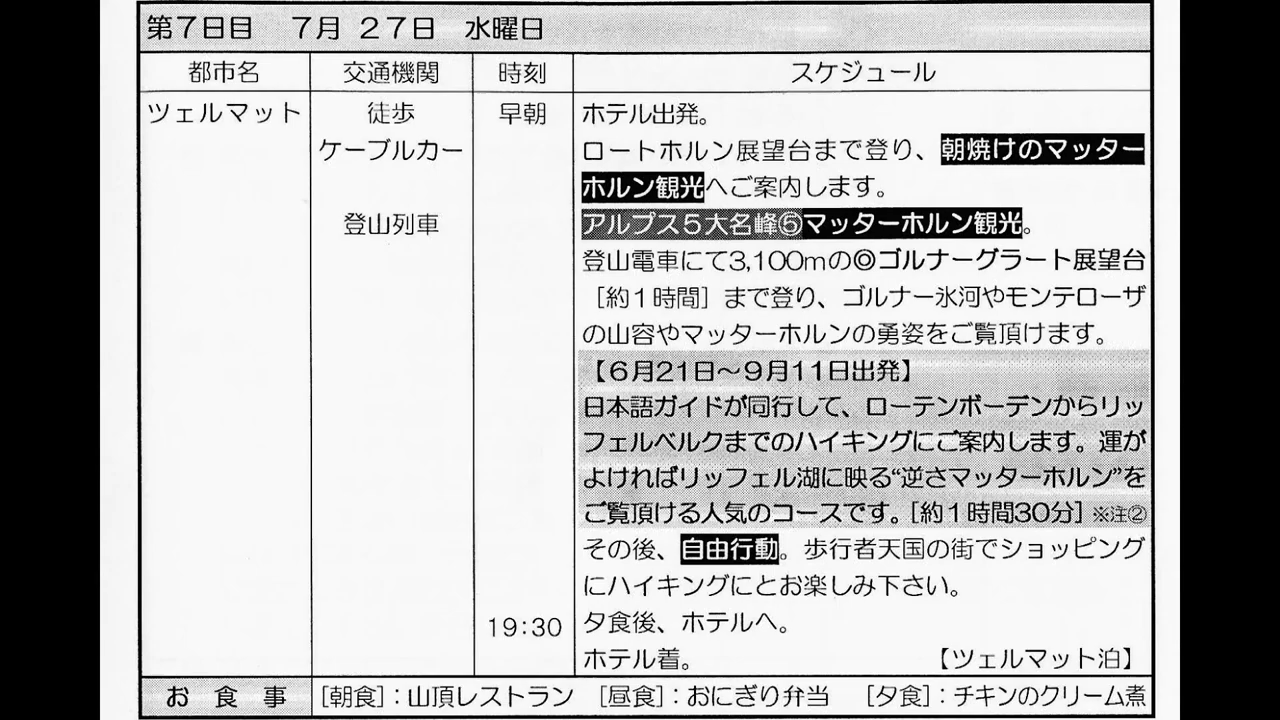 第7日目 7月 27日 水曜日
都市名 交通機関 時刻 スケジュール
ツェルマット 徒歩 早朝 ホテル出発。
ケーブルカー ロートホルン展望台まで登り、朝焼けのマッター
ホルン観光へご案内します。
登山列車 アルプス5大名峰⑤マッターホルン観光。
登山電車にて3,100mの◎ゴルナーグラート展望台
[約1時間]まで登り、ゴルナー氷河やモンテローザ
の山容やマッターホルンの勇姿をご覧頂けます。
【6月21日〜9月11日出発】
日本語ガイドが同行して、ローテンボーデンからリッ
フェルベルクまでのハイキングにご案内します。運が
よければリッフェル湖に映る“逆さマッターホルン”を
ご覧頂ける人気のコースです。[約1時間30分]※注②
その後、自由行動。歩行者天国の街でショッピング
にハイキングにとお楽しみ下さい。
19:30 夕食後、ホテルへ。
ホテル着。 【ツェルマット泊】
お食事 [朝食]:山頂レストラン [昼食]:おにぎり弁当 [夕食]:チキンのクリーム煮